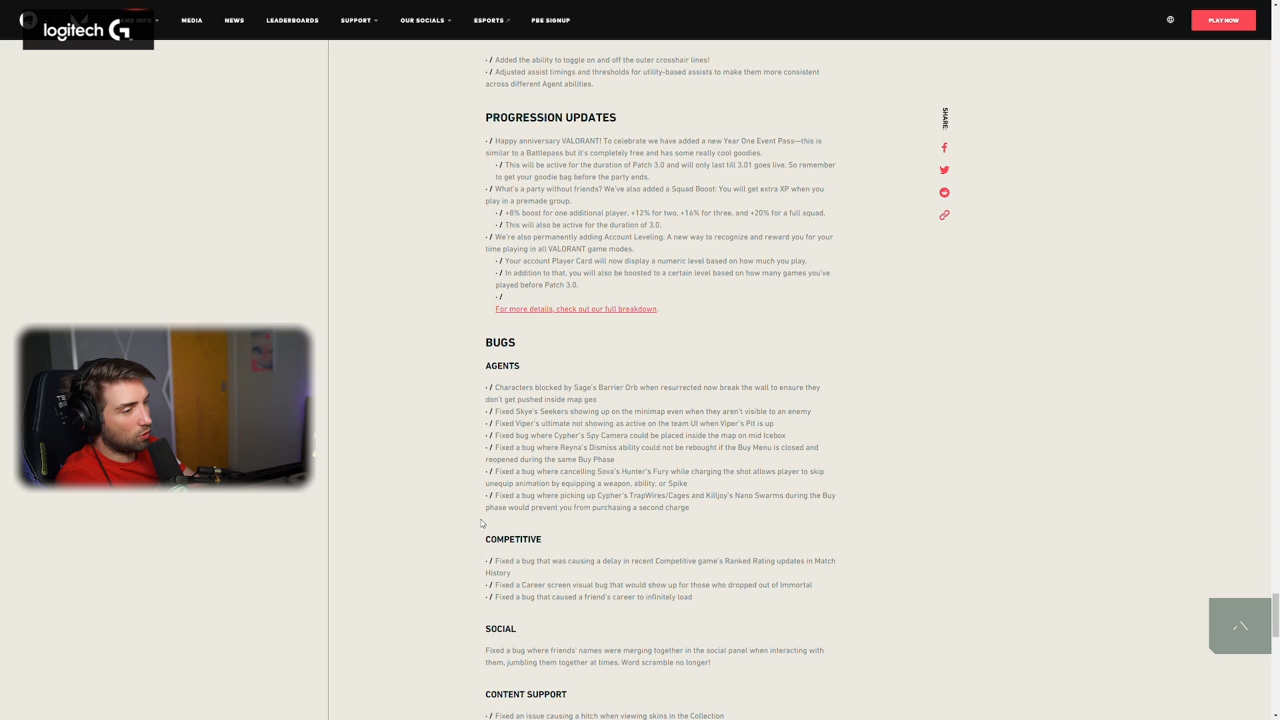 logitech G
MEDIA
NEWS
LEADERBOARDS
SUPPORT
OUR SOCIALS
ESPORTS
PBE SIGNUP
PLAY NOW
· / Added the ability to toggle on and off the outer crosshair lines!
· / Adjusted assist timings and thresholds for utility-based assists to make them more consistent
across different Agent abilities.
SHARE:
PROGRESSION UPDATES
· / Happy anniversary VALORANT! To celebrate we have added a new Year One Event Pass—this is
similar to a Battlepass but it's completely free and has some really cool goodies.
· / This will be active for the duration of Patch 3.0 and will only last till 3.01 goes live. So remember
to get your goodie bag before the party ends.
· / What's a party without friends? We've also added a Squad Boost: You will get extra XP when you
play in a premade group.
· / +8% boost for one additional player, +12% for two, +16% for three, and +20% for a full squad.
· / This will also be active for the duration of 3.0.
· / We're also permanently adding Account Leveling: A new way to recognize and reward you for your
time playing in all VALORANT game modes.
· / Your account Player Card will now display a numeric level based on how much you play.
· / In addition to that, you will also be boosted to a certain level based on how many games you've
played before Patch 3.0.
· /
For more details, check out our full breakdown.
BUGS
AGENTS
· / Characters blocked by Sage's Barrier Orb when resurrected now break the wall to ensure they
don't get pushed inside map geo
· / Fixed Skye's Seekers showing up on the minimap even when they aren't visible to an enemy
· / Fixed Viper's ultimate not showing as active on the team UI when Viper's Pit is up
· / Fixed bug where Cypher's Spy Camera could be placed inside the map on mid Icebox
· / Fixed a bug where Reyna's Dismiss ability could not be rebought if the Buy Menu is closed and
reopened during the same Buy Phase
· / Fixed a bug where cancelling Sova's Hunter's Fury while charging the shot allows player to skip
unequip animation by equipping a weapon, ability, or Spike
· / Fixed a bug where picking up Cypher's TrapWires/Cages and Killjoy's Nano Swarms during the Buy
phase would prevent you from purchasing a second charge
COMPETITIVE
· / Fixed a bug that was causing a delay in recent Competitive game's Ranked Rating updates in Match
History
· / Fixed a Career screen visual bug that would show up for those who dropped out of Immortal
· / Fixed a bug that caused a friend's career to infinitely load
SOCIAL
Fixed a bug where friends' names were merging together in the social panel when interacting with
them, jumbling them together at times. Word scramble no longer!
CONTENT SUPPORT
· / Fixed an issue causing a hitch when viewing skins in the Collection